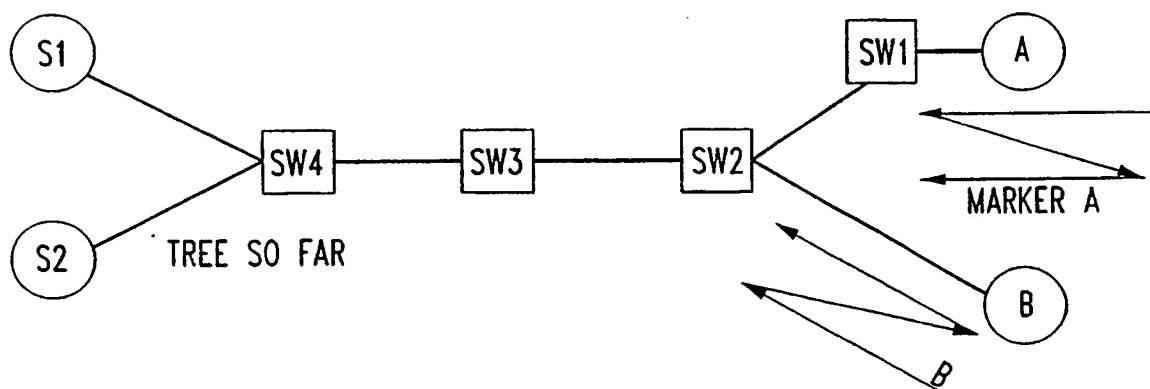 S1
SW1
A
SW4
SW3
SW2
MARKER A
S2
TREE SO FAR
B
B